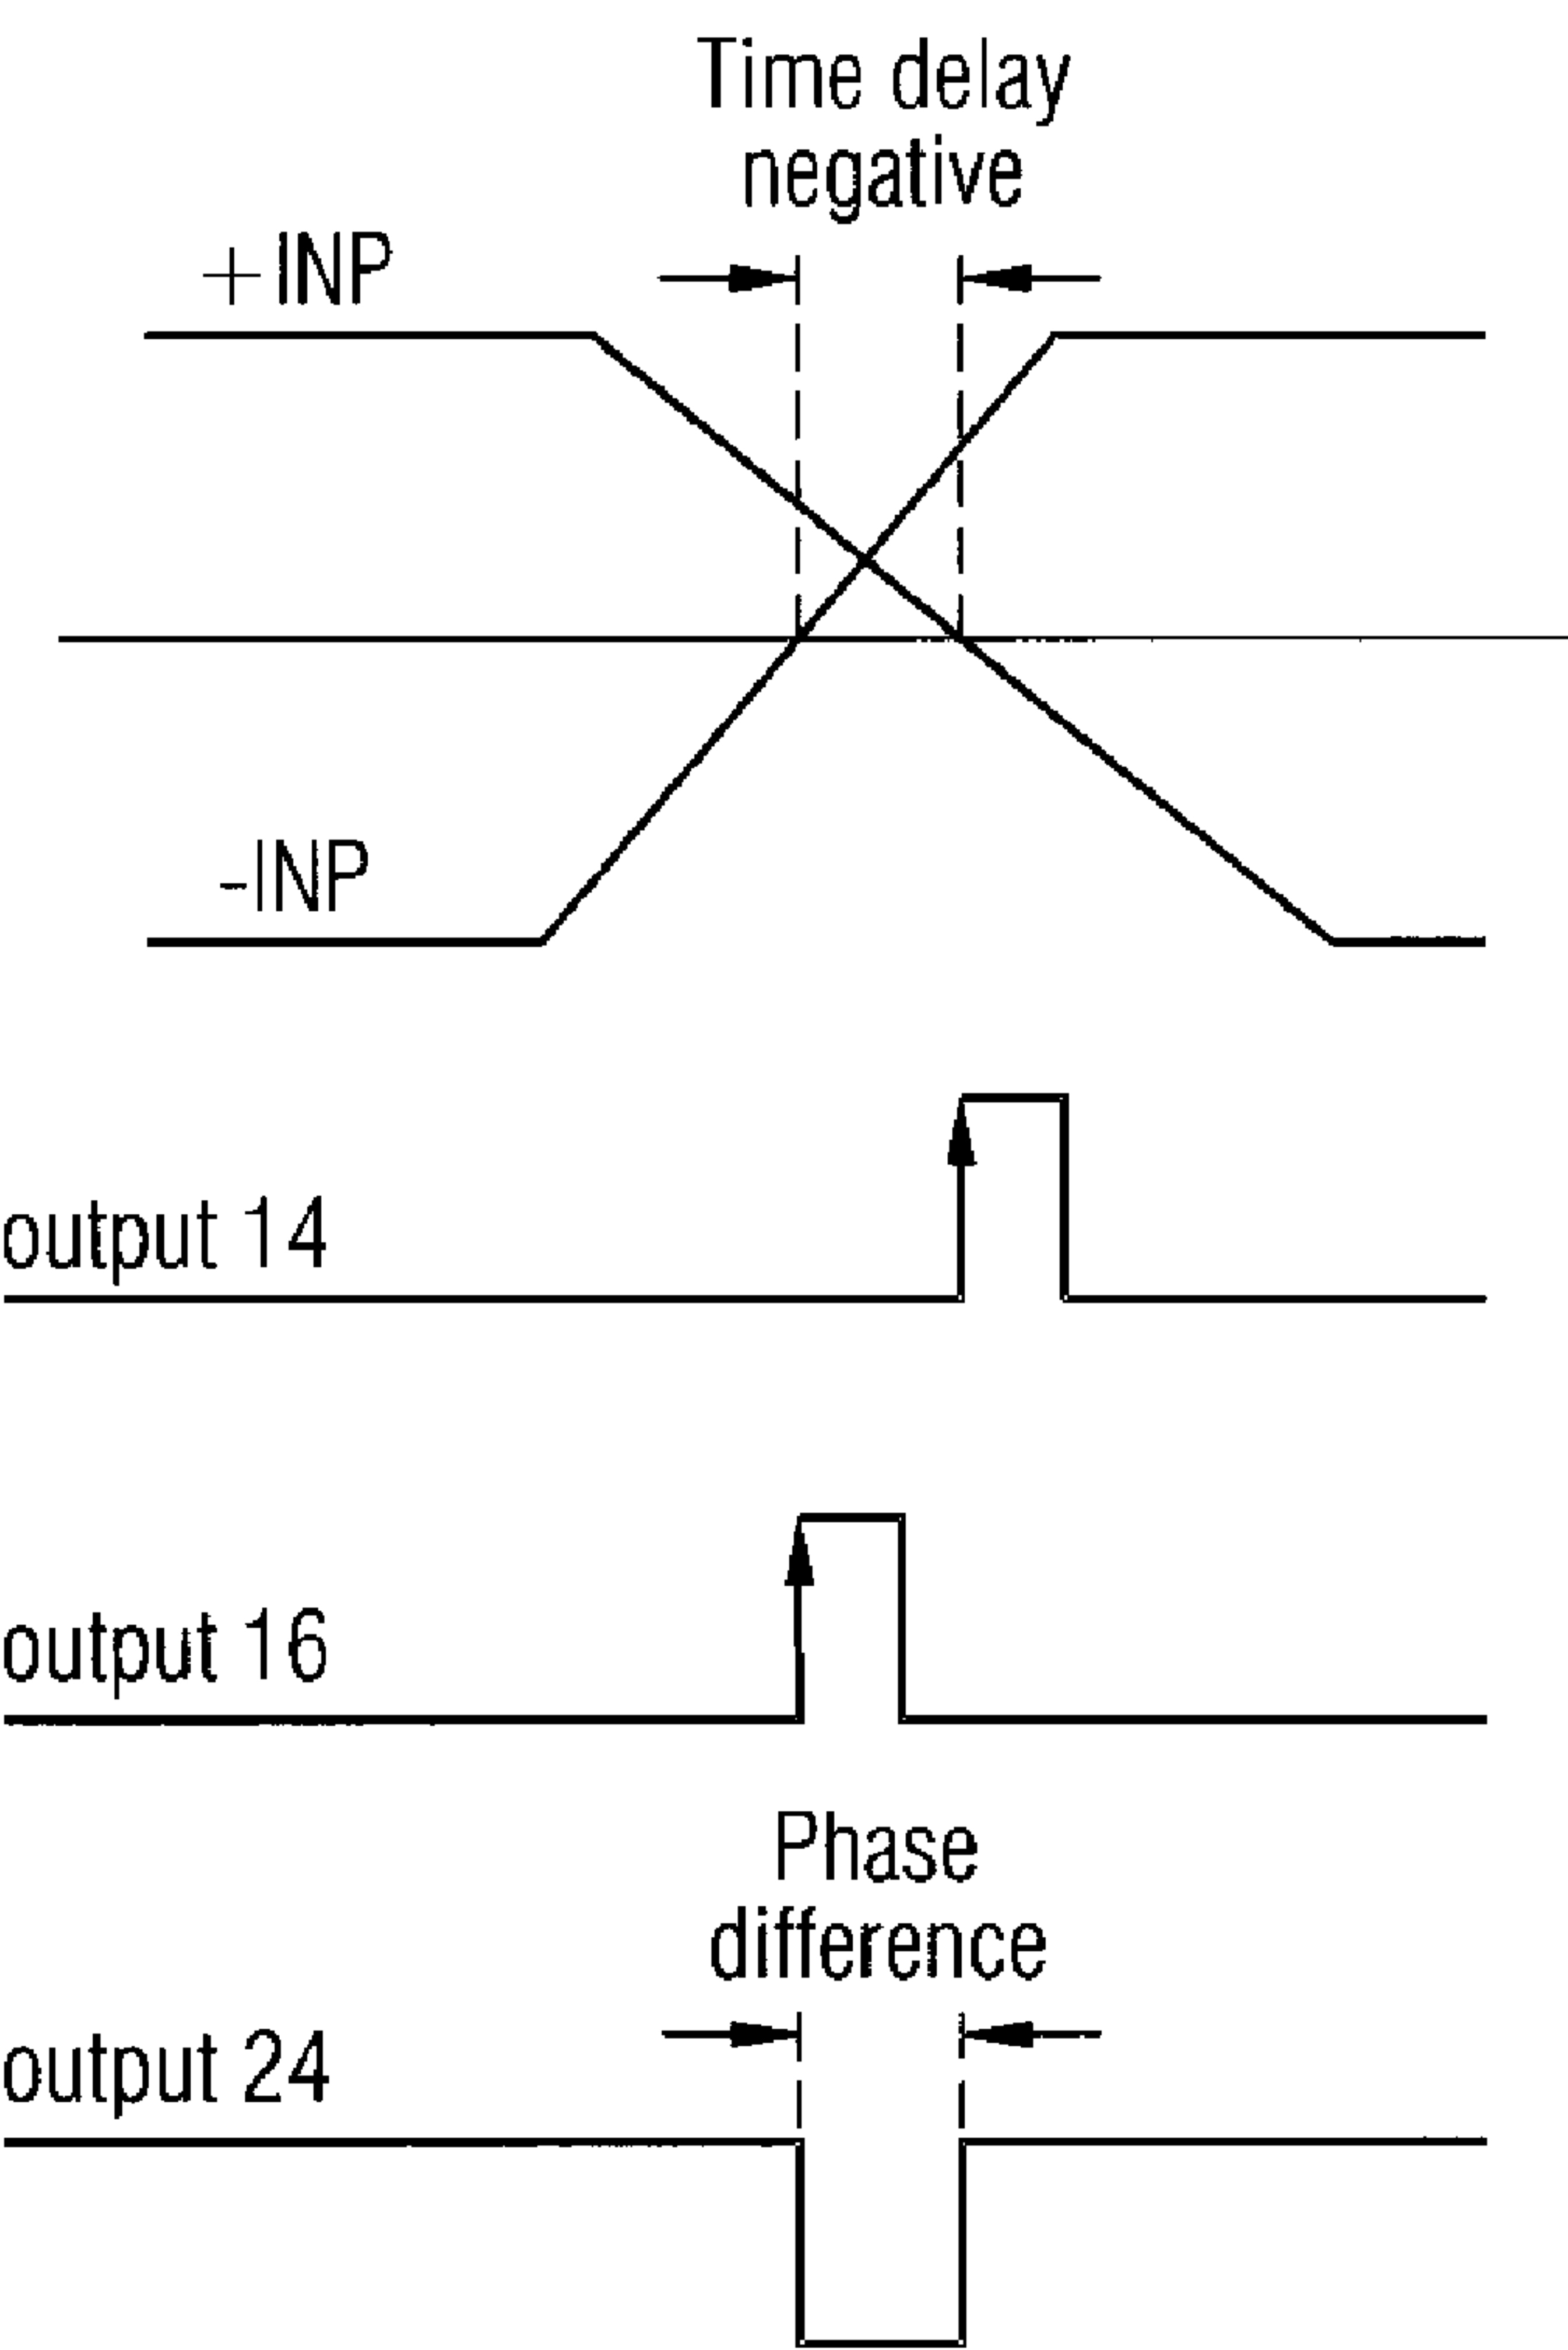 Time delay
negative
+INP
-INP
output 14
output 16
Phase
difference
output 24